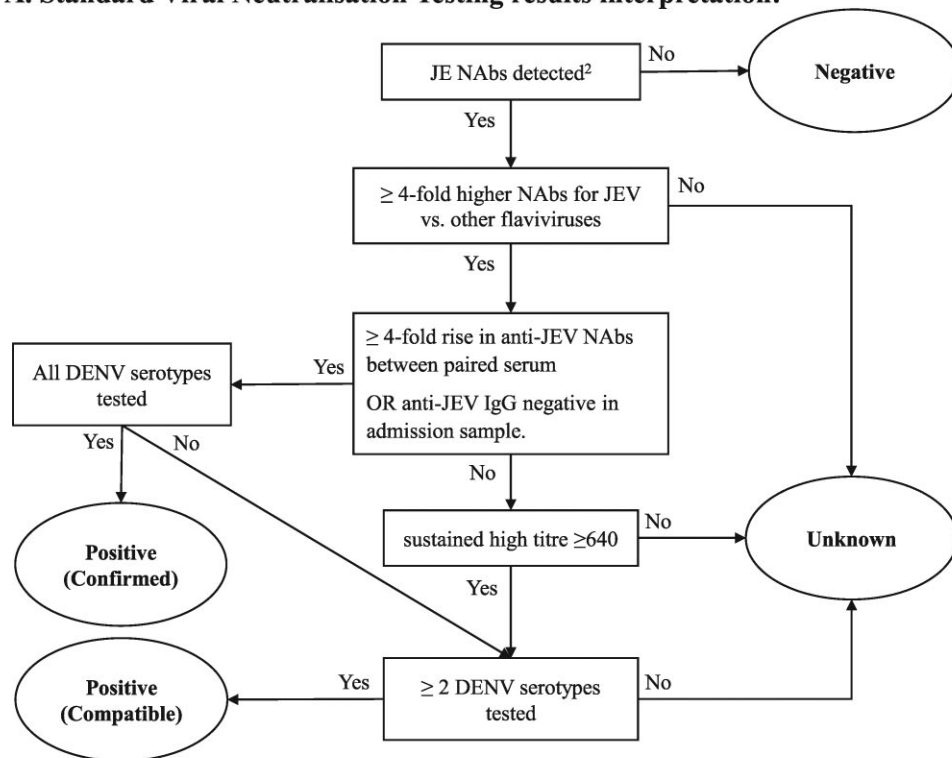 A. Standard Viral Neutralisation Testing results interpretation:
JE NAbs detected²
No
Negative
Yes
≥ 4-fold higher NAbs for JEV
vs. other flaviviruses
No
Yes
≥ 4-fold rise in anti-JEV NAbs
between paired serum
OR anti-JEV IgG negative in
admission sample.
Yes
All DENV serotypes
tested
Yes
No
No
Positive
(Confirmed)
sustained high titre ≥640
No
Unknown
Yes
Positive
(Compatible)
Yes
≥ 2 DENV serotypes
tested
No